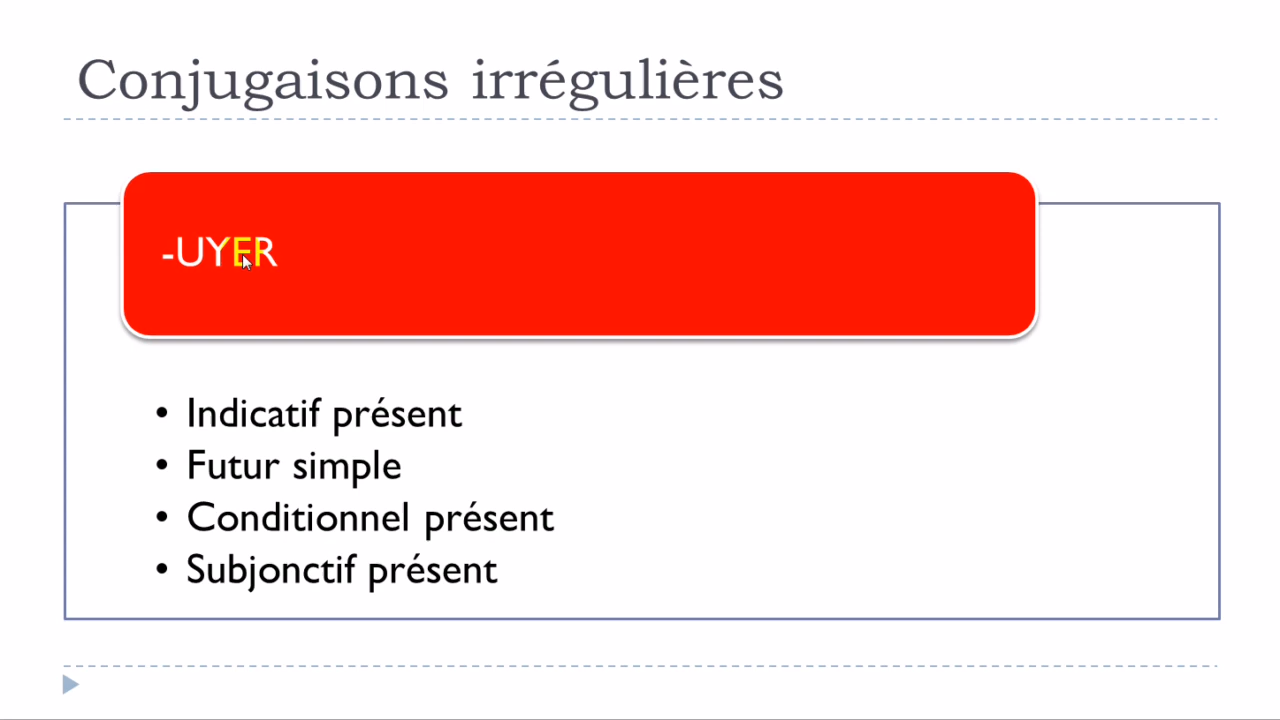 Conjugaisons irrégulières
-UYER
• Indicatif présent
• Futur simple
• Conditionnel présent
• Subjonctif présent